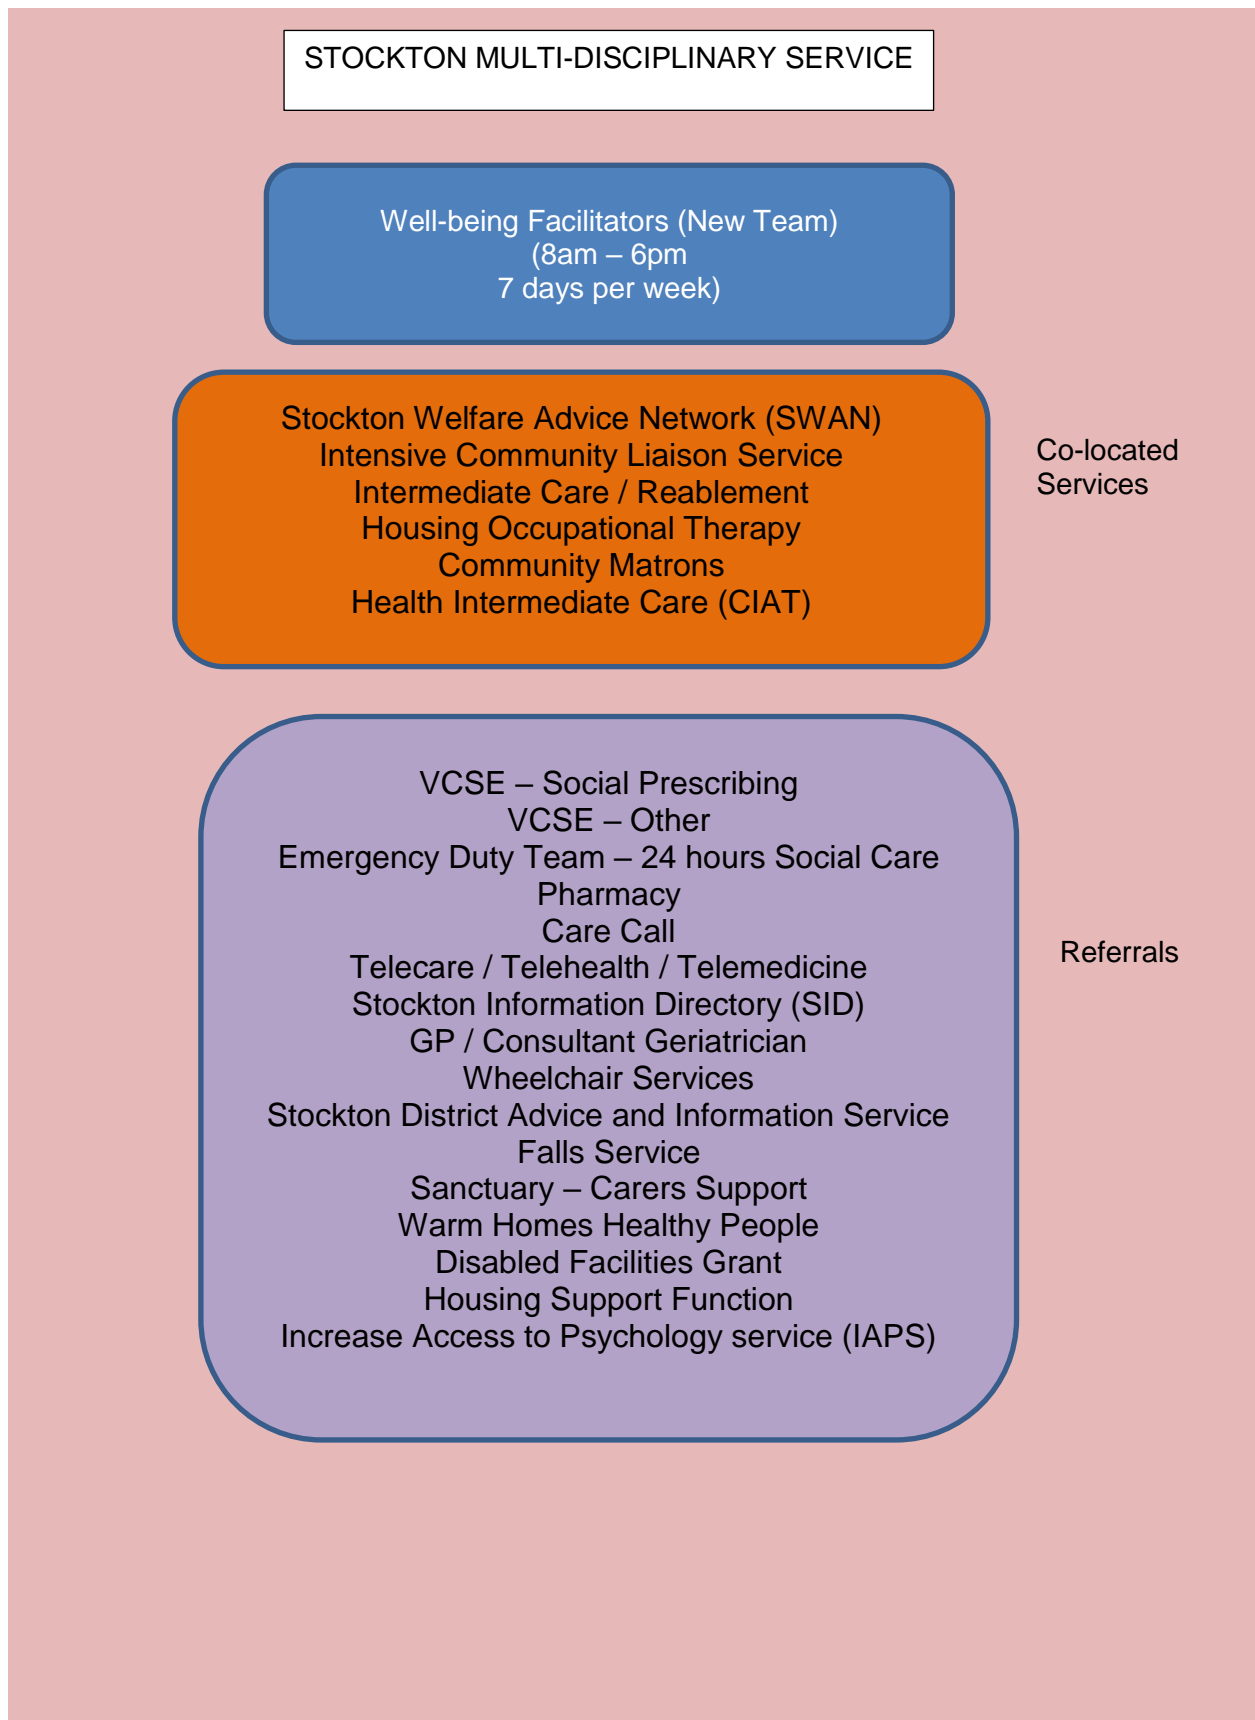 STOCKTON MULTI-DISCIPLINARY SERVICE
Well-being Facilitators (New Team)
(8am – 6pm
7 days per week)
Stockton Welfare Advice Network (SWAN)
Intensive Community Liaison Service
Intermediate Care / Reablement
Housing Occupational Therapy
Community Matrons
Health Intermediate Care (CIAT)
Co-located
Services
VCSE – Social Prescribing
VCSE – Other
Emergency Duty Team – 24 hours Social Care
Pharmacy
Care Call
Telecare / Telehealth / Telemedicine
Stockton Information Directory (SID)
GP / Consultant Geriatrician
Wheelchair Services
Stockton District Advice and Information Service
Falls Service
Sanctuary – Carers Support
Warm Homes Healthy People
Disabled Facilities Grant
Housing Support Function
Increase Access to Psychology service (IAPS)
Referrals